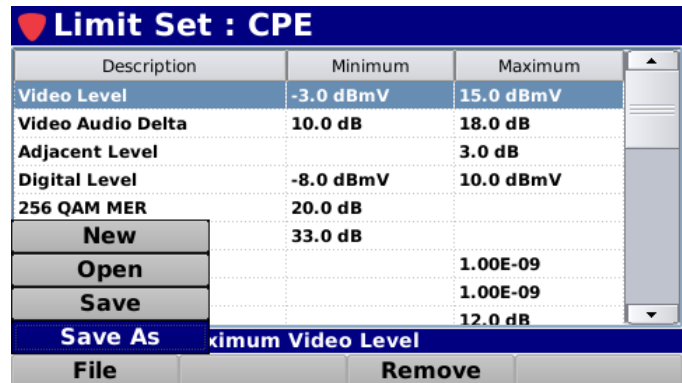 Limit Set : CPE
Description Minimum Maximum
Video Level -3.0 dBmV 15.0 dBmV
Video Audio Delta 10.0 dB 18.0 dB
Adjacent Level 3.0 dB
Digital Level -8.0 dBmV 10.0 dBmV
256 QAM MER 20.0 dB
New 33.0 dB
Open 1.00E-09
Save 1.00E-09
12.0 dB
Save As ximum Video Level
File Remove